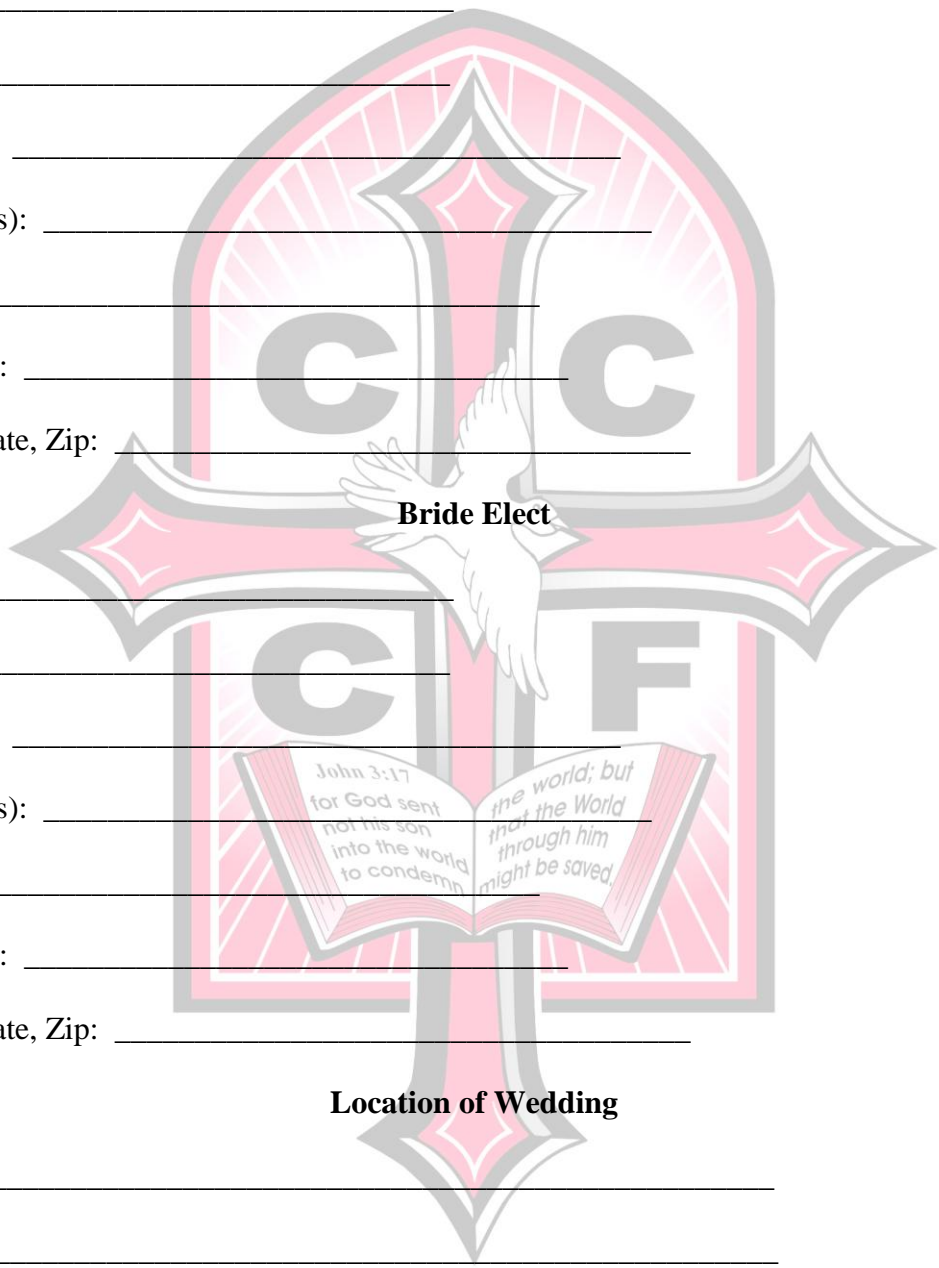 s):
:
ate, Zip:
C C
Bride Elect
C F
s):
:
ate, Zip:
John 3:17
for God sent
not his son
into the world
to condemn
the world; but
that the World
through him
might be saved,
Location of Wedding